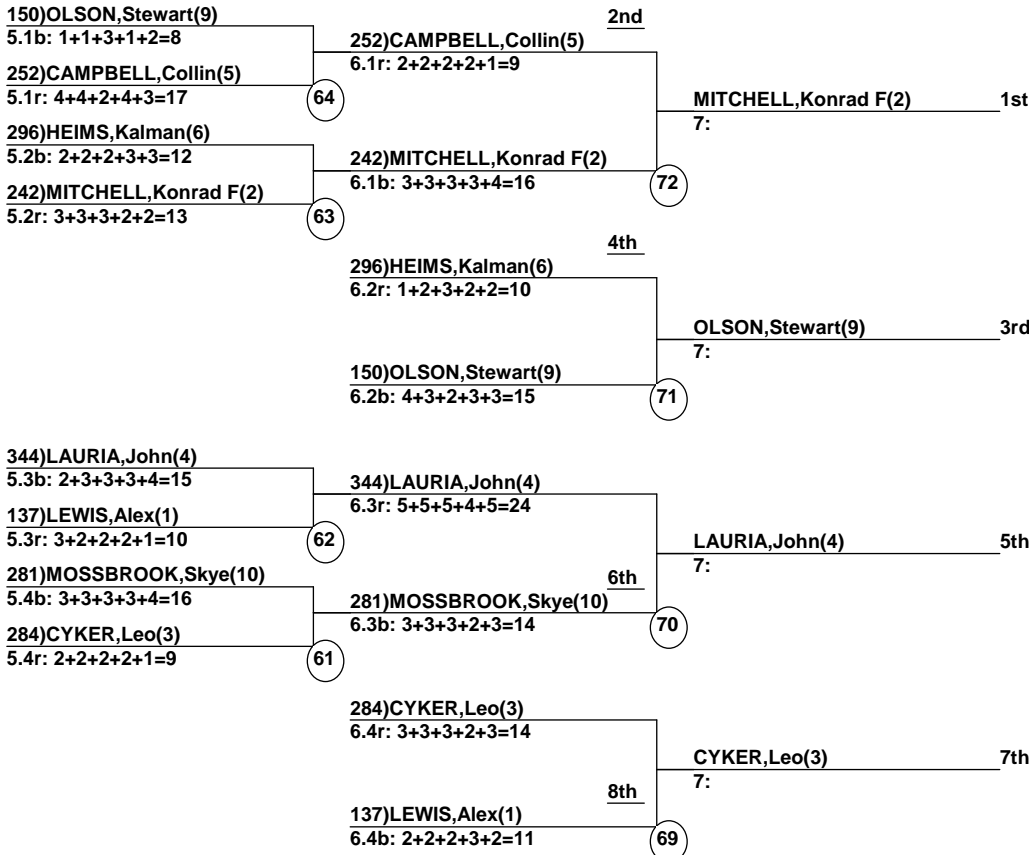 150)OLSON,Stewart(9)
5.1b: 1+1+3+1+2=8
252)CAMPBELL,Collin(5)
5.1r: 4+4+2+4+3=17
64
296)HEIMS,Kalman(6)
5.2b: 2+2+2+3+3=12
242)MITCHELL,Konrad F(2)
5.2r: 3+3+3+2+2=13
63
2nd
252)CAMPBELL,Collin(5)
6.1r: 2+2+2+2+1=9
242)MITCHELL,Konrad F(2)
6.1b: 3+3+3+3+4=16
72
MITCHELL,Konrad F(2) 1st
7:
4th
296)HEIMS,Kalman(6)
6.2r: 1+2+3+2+2=10
150)OLSON,Stewart(9)
6.2b: 4+3+2+3+3=15
71
OLSON,Stewart(9) 3rd
7:
344)LAURIA,John(4)
5.3b: 2+3+3+3+4=15
137)LEWIS,Alex(1)
5.3r: 3+2+2+2+1=10
62
281)MOSSBROOK,Skye(10)
5.4b: 3+3+3+3+4=16
284)CYKER,Leo(3)
5.4r: 2+2+2+2+1=9
61
344)LAURIA,John(4)
6.3r: 5+5+5+4+5=24
6th
281)MOSSBROOK,Skye(10)
6.3b: 3+3+3+2+3=14
70
LAURIA,John(4) 5th
7:
284)CYKER,Leo(3)
6.4r: 3+3+3+2+3=14
8th
137)LEWIS,Alex(1)
6.4b: 2+2+2+3+2=11
69
CYKER,Leo(3) 7th
7: